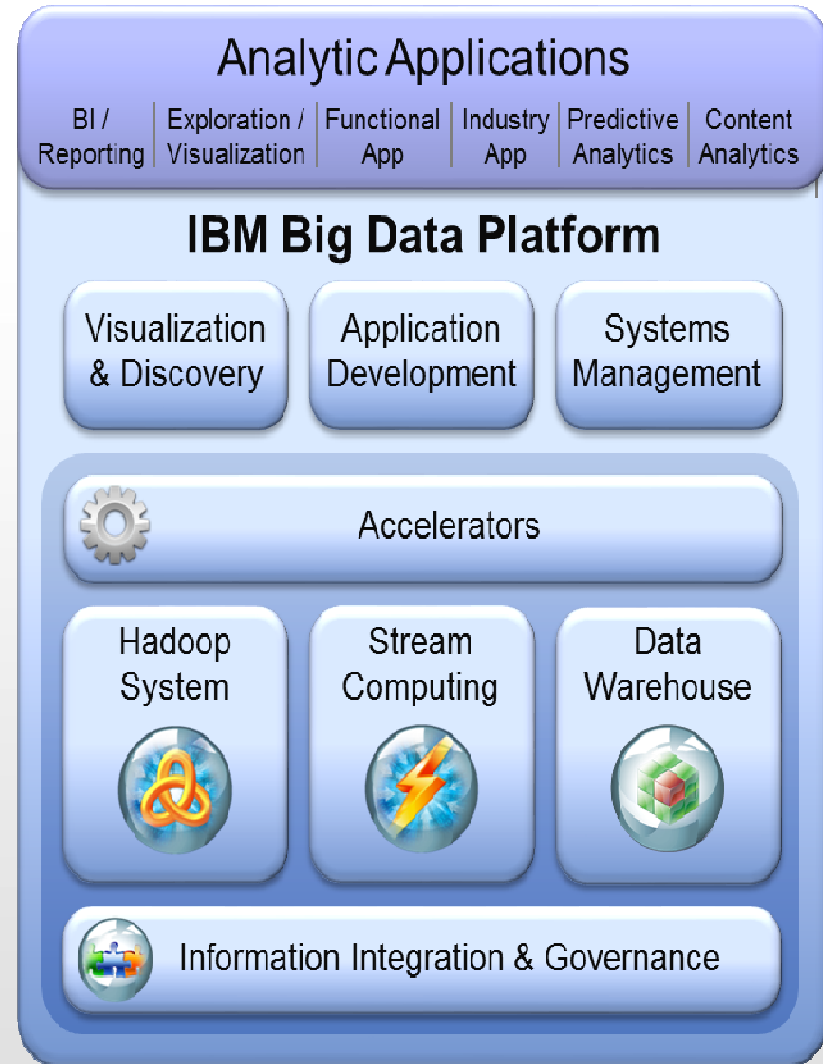 Analytic Applications
BI / Exploration / Functional Industry Predictive Content
Reporting Visualization App App Analytics Analytics
IBM Big Data Platform
Visualization Application Systems
& Discovery Development Management
Accelerators
Hadoop Stream Data
System Computing Warehouse
Information Integration & Governance